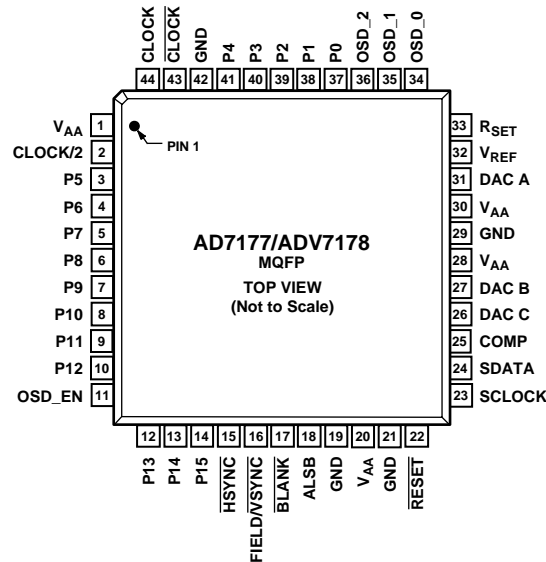 CLOCK
CLOCK
GND
P4
P3
P2
P1
P0
OSD_2
OSD_1
OSD_0
44 43 42 41 40 39 38 37 36 35 34
VAA 1
CLOCK/2 2
P5 3
P6 4
P7 5
P8 6
P9 7
P10 8
P11 9
P12 10
OSD_EN 11
PIN 1
AD7177/ADV7178
MQFP
TOP VIEW
(Not to Scale)
33 RSET
32 VREF
31 DAC A
30 VAA
29 GND
28 VAA
27 DAC B
26 DAC C
25 COMP
24 SDATA
23 SCLOCK
12 13 14 15 16 17 18 19 20 21 22
P13
P14
P15
HSYNC
FIELD/VSYNC
BLANK
ALSB
GND
VAA
GND
RESET